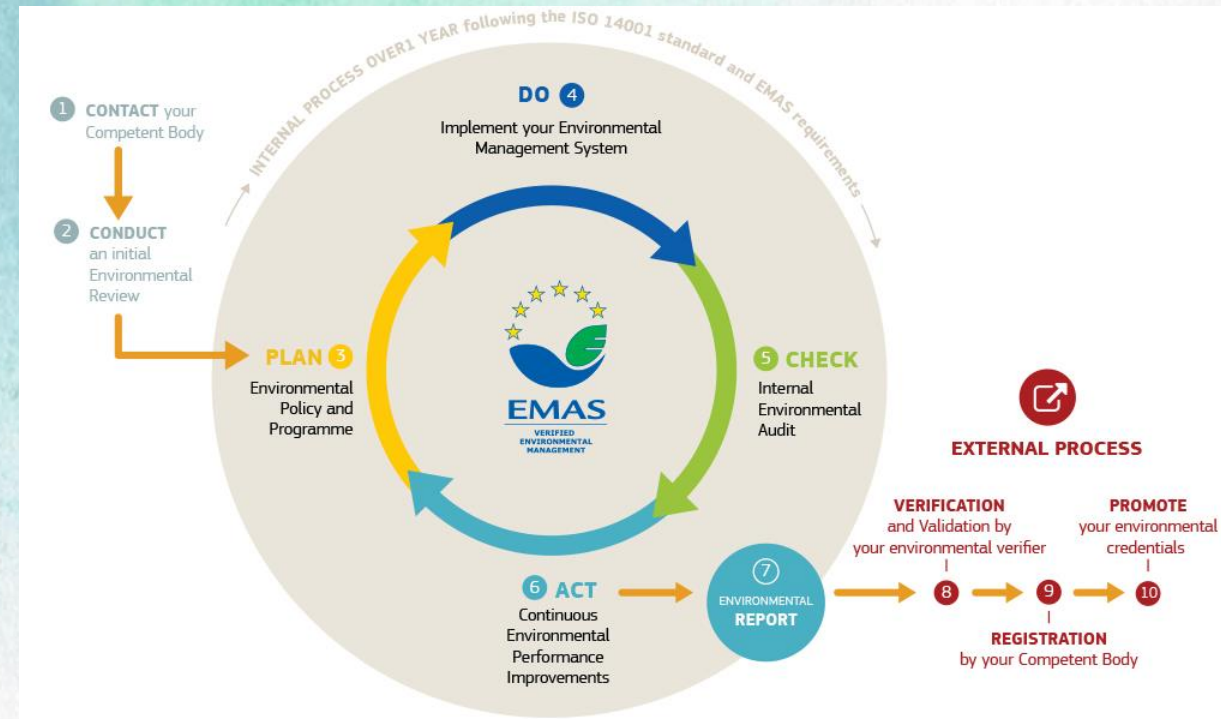 INTERNAL PROCESS OVER1 YEAR following the ISO 14001 standard and EMAS requirements
1 CONTACT your
Competent Body
2 CONDUCT
an initial
Environmental
Review
PLAN 3
Environmental
Policy and
Programme
DO 4
Implement your Environmental
Management System
EMAS
VERIFIED
ENVIRONMENTAL
MANAGEMENT
5 CHECK
Internal
Environmental
Audit
6 ACT
Continuous
Environmental
Performance
Improvements
7
ENVIRONMENTAL
REPORT
EXTERNAL PROCESS
VERIFICATION
and Validation by
your environmental verifier
8
9
REGISTRATION
by your Competent Body
PROMOTE
your environmental
credentials
10